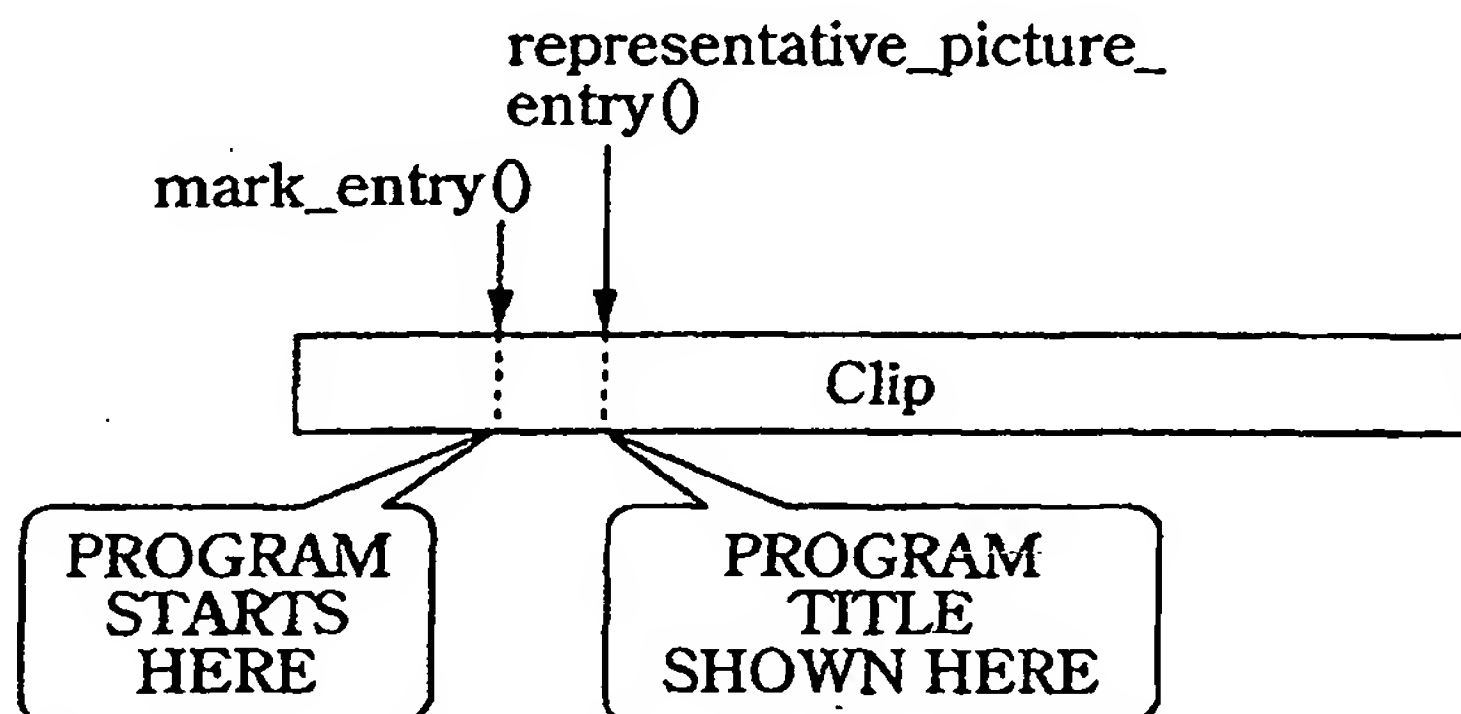 representative_picture_
entry()
mark_entry()
Clip
PROGRAM
STARTS
HERE
PROGRAM
TITLE
SHOWN HERE